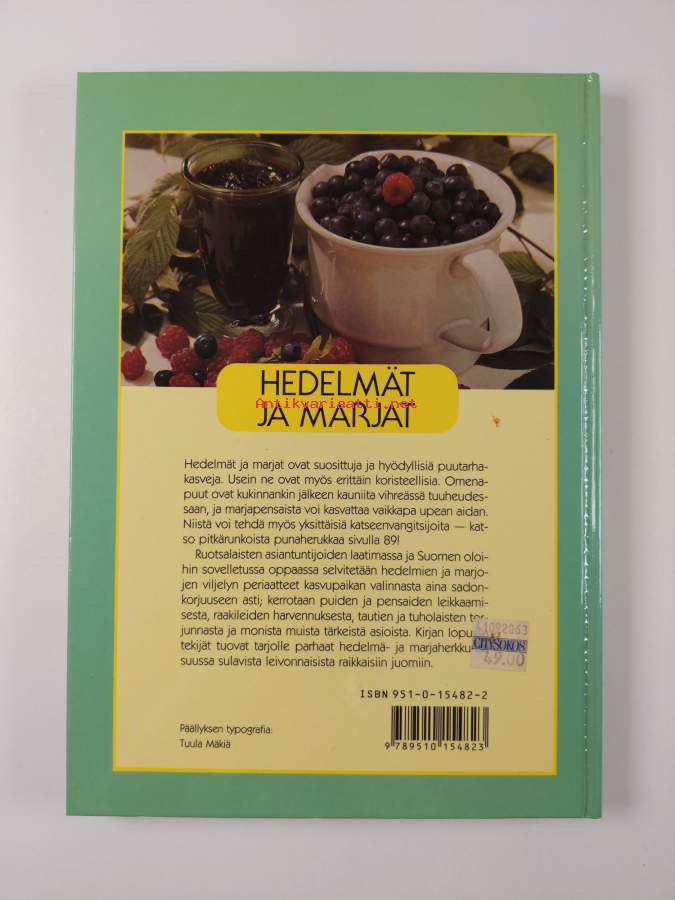 HEDELMÄT
Antikvariaatti.net
JA MARJAT
Hedelmät ja marjat ovat suosittuja ja hyödyllisiä puutarha-
kasveja. Usein ne ovat myös erittäin koristeellisia. Omena-
puut ovat kukinnankin jälkeen kauniita vihreässä tuuheudes-
saan, ja marjapensaista voi kasvattaa vaikkapa upean aidan.
Niistä voi tehdä myös yksittäisiä katseenvangitsijoita — kat-
so pitkärunkoista punaherukkaa sivulla 89!
Ruotsalaisten asiantuntijoiden laatimassa ja Suomen oloi-
hin sovelletussa oppaassa selvitetään hedelmien ja marjo-
jen viljelyn periaatteet kasvupaikan valinnasta aina sadon-
korjuuseen asti; kerrotaan puiden ja pensaiden leikkaami-
sesta, raakileiden harvennuksesta, tautien ja tuholaisten tor-
junnasta ja monista muista tärkeistä asioista. Kirjan lopu
tekijät tuovat tarjolle parhaat hedelmä- ja marjaherkku
suussa sulavista leivonnaisista raikkaisiin juomiin.
41092063
CITYSOKOS
49.00
ISBN 951-0-15482-2
9 789510 154823
Päällyksen typografia:
Tuula Mäkiä